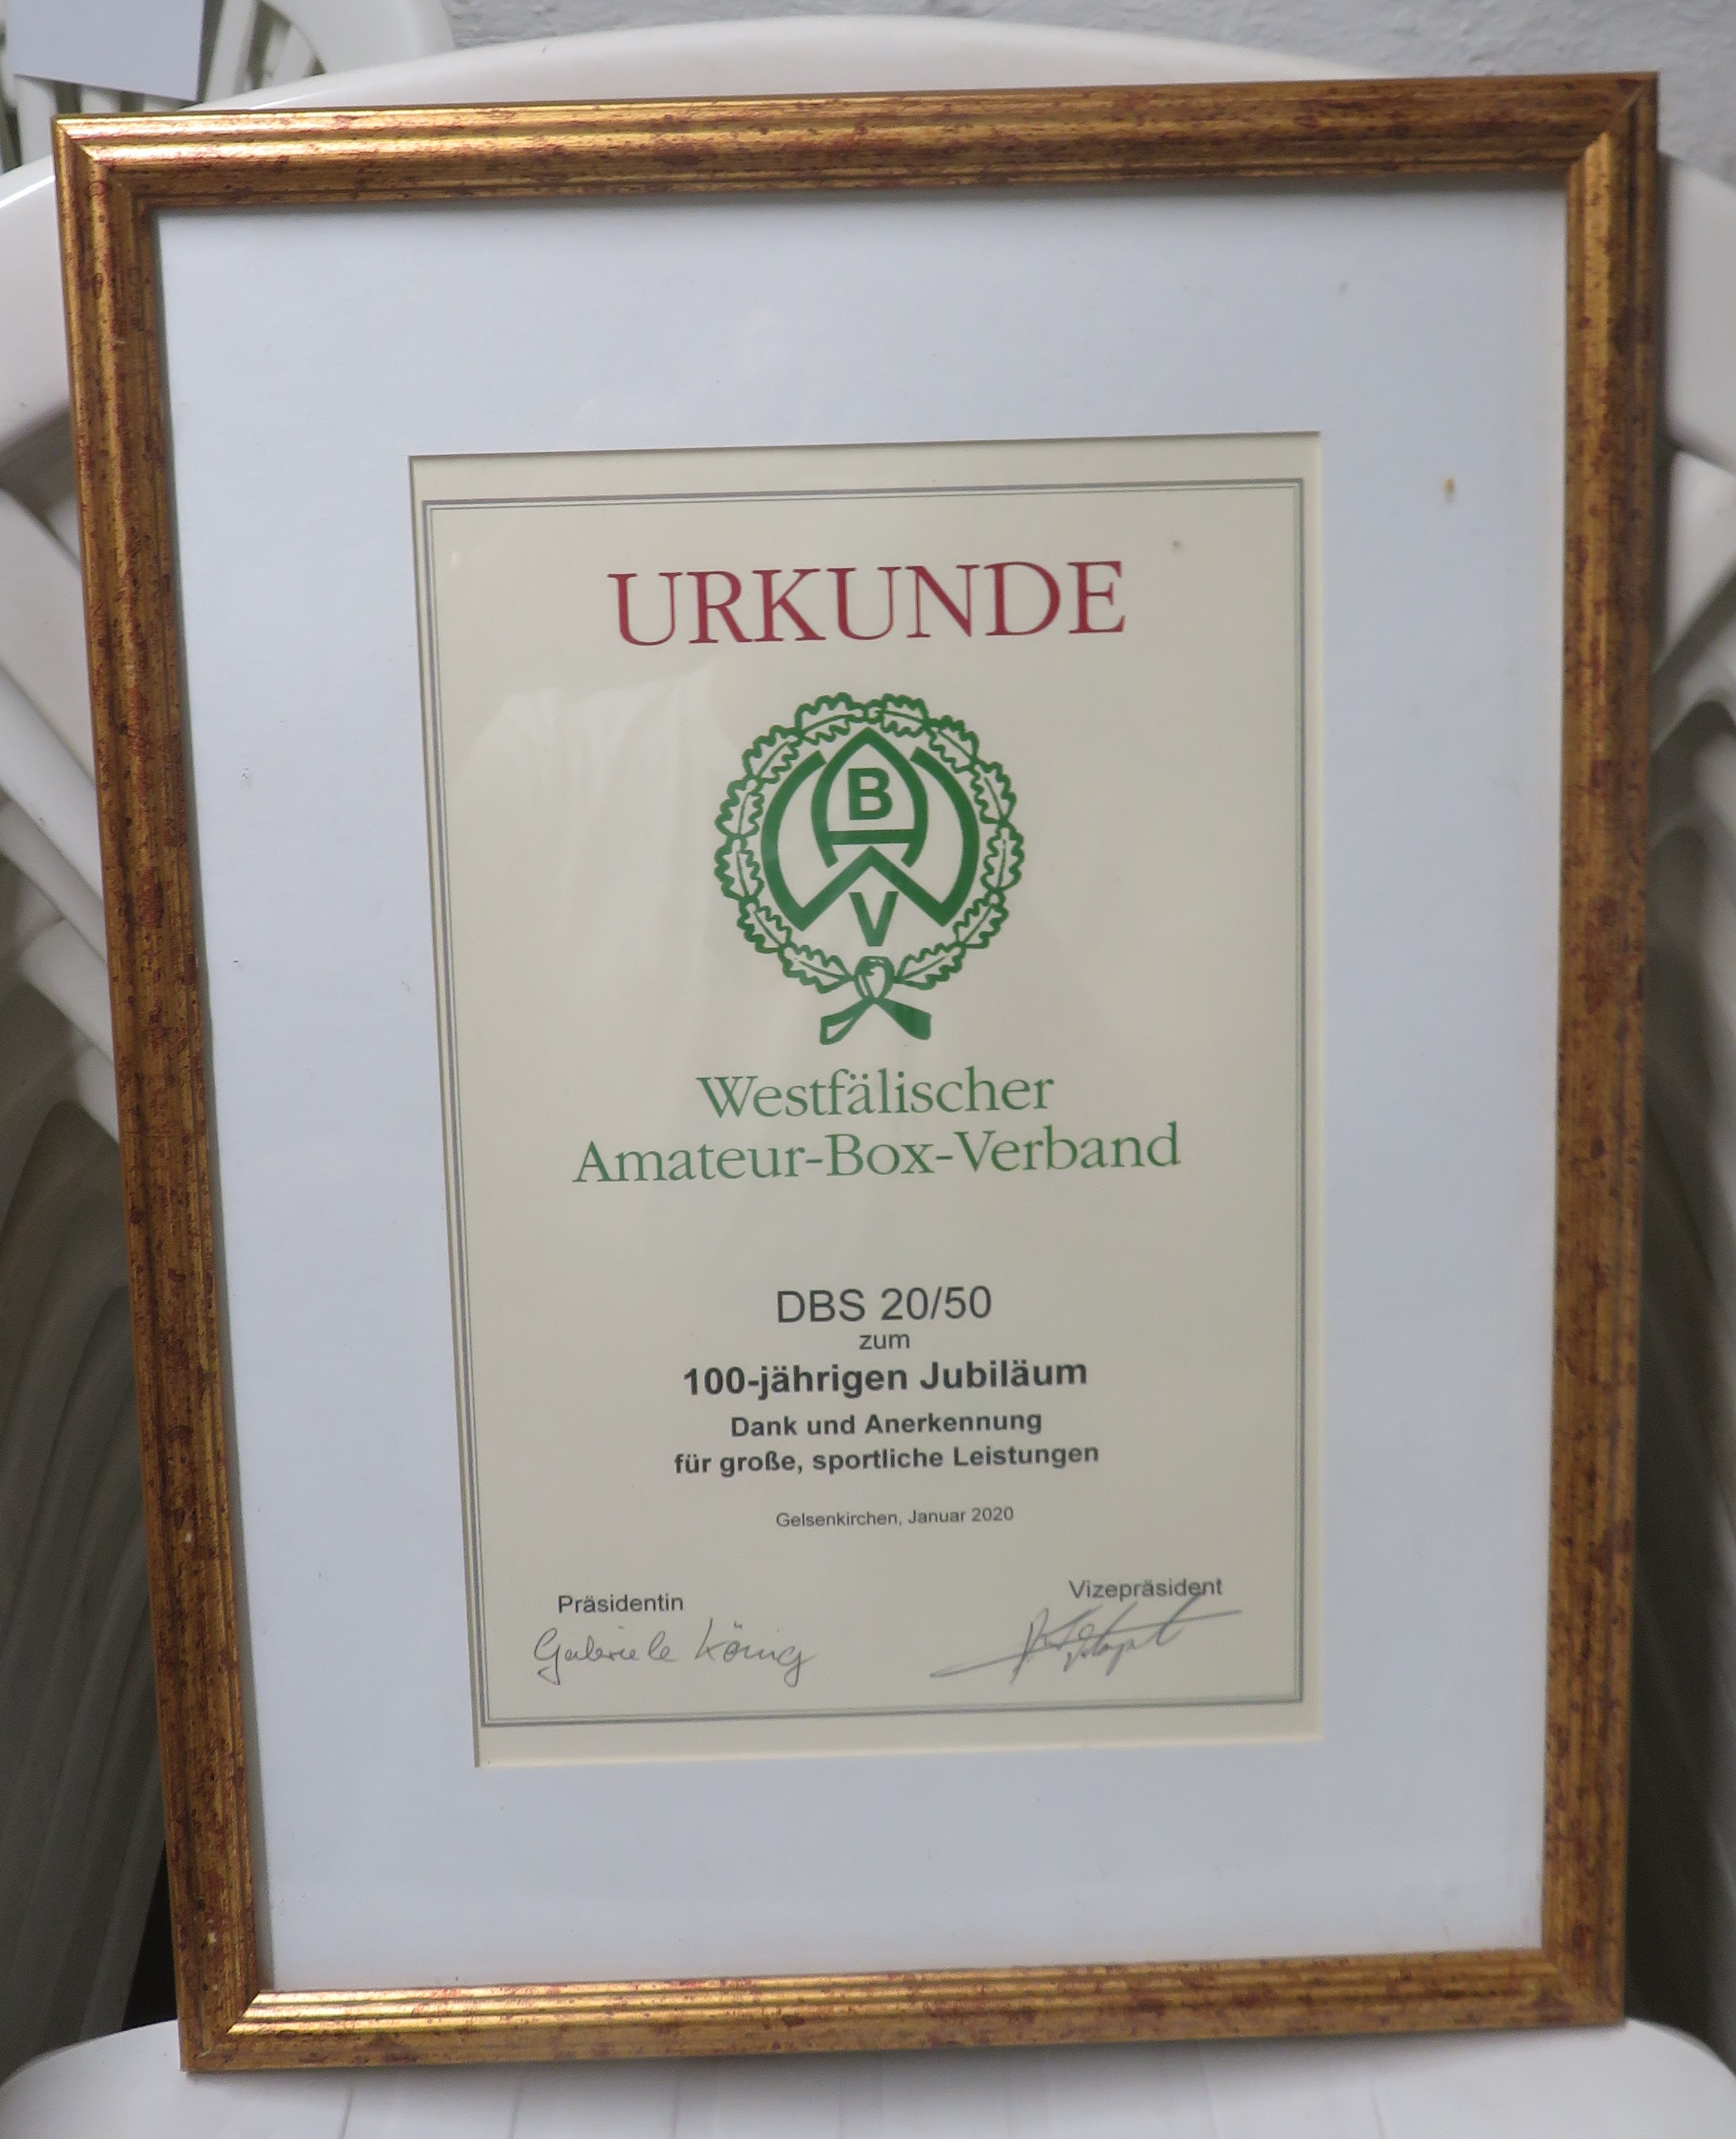 URKUNDE
B
A
W
V
Westfälischer
Amateur-Box-Verband
DBS 20/50
zum
100-jährigen Jubiläum
Dank und Anerkennung
für große, sportliche Leistungen
Gelsenkirchen, Januar 2020
Präsidentin
Vizepräsident
Gabriele König